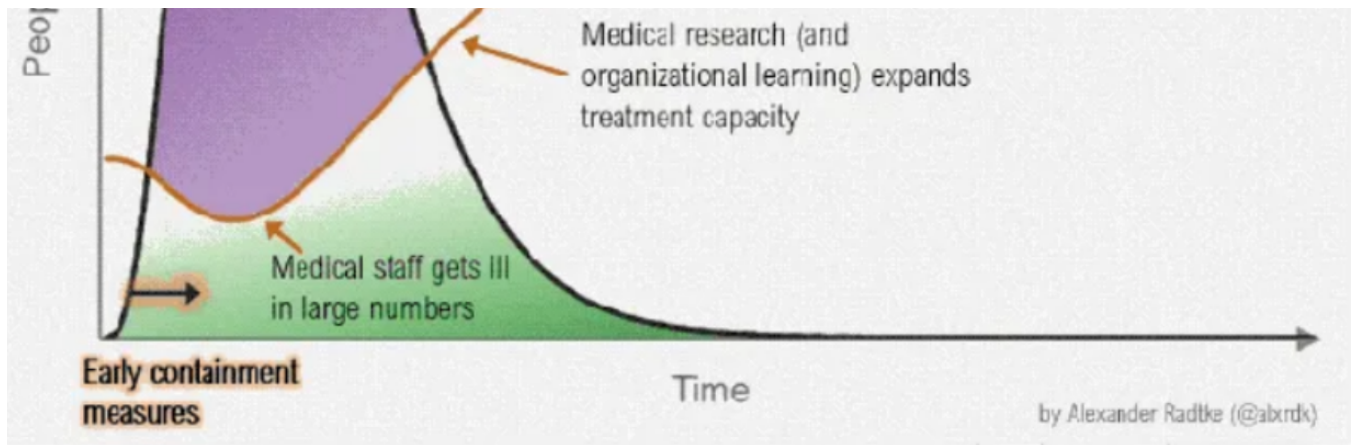 Medical research (and
organizational learning) expands
treatment capacity
Medical staff gets ill
in large numbers
Early containment
measures
Time
by Alexander Radtke (@alxrdk)